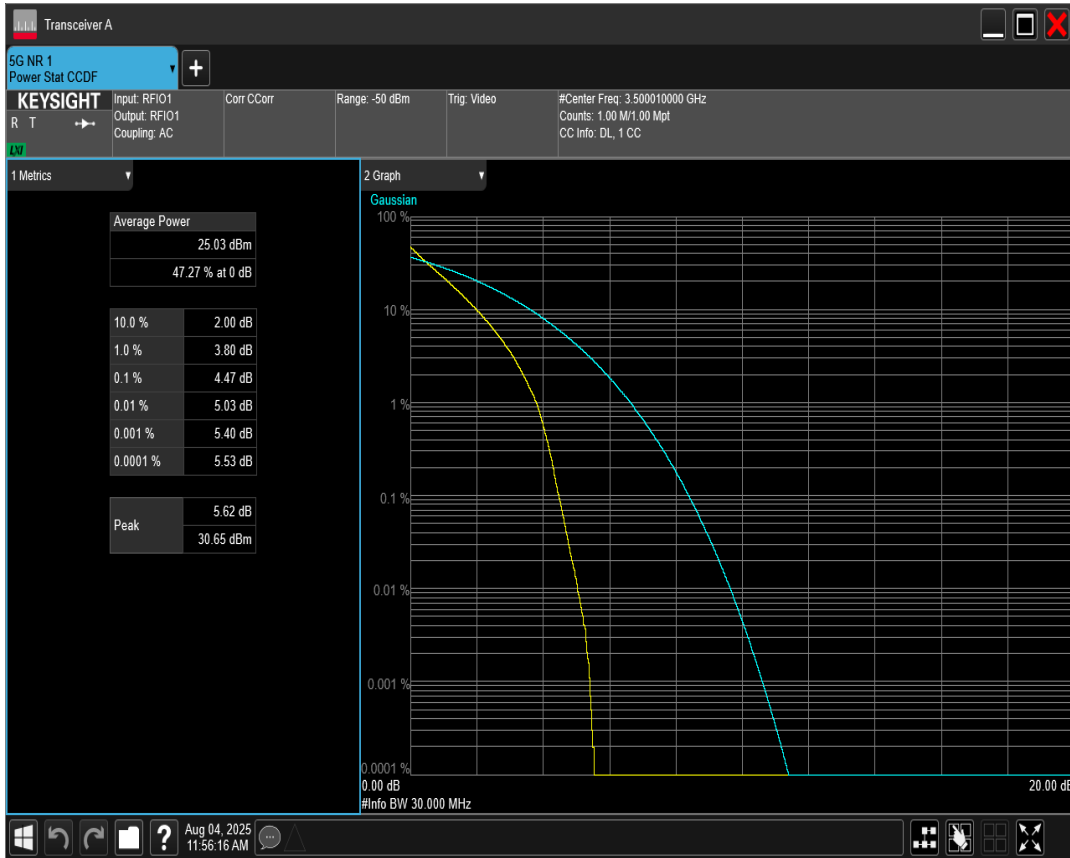 Transceiver A
5G NR 1
Power Stat CCDF
+
KEYSIGHT
R T
LXI
Input: RFIO1
Output: RFIO1
Coupling: AC
Corr CCorr
Range: -50 dBm
Trig: Video
#Center Freq: 3.500010000 GHz
Counts: 1.00 M/1.00 Mpt
CC Info: DL, 1 CC
1 Metrics
Average Power
25.03 dBm
47.27 % at 0 dB
10.0 % 2.00 dB
1.0 % 3.80 dB
0.1 % 4.47 dB
0.01 % 5.03 dB
0.001 % 5.40 dB
0.0001 % 5.53 dB
Peak 5.62 dB
30.65 dBm
2 Graph
Gaussian
100 %
10 %
1 %
0.1 %
0.01 %
0.001 %
0.0001 %
0.00 dB 20.00 dB
#Info BW 30.000 MHz
?
Aug 04, 2025
11:56:16 AM